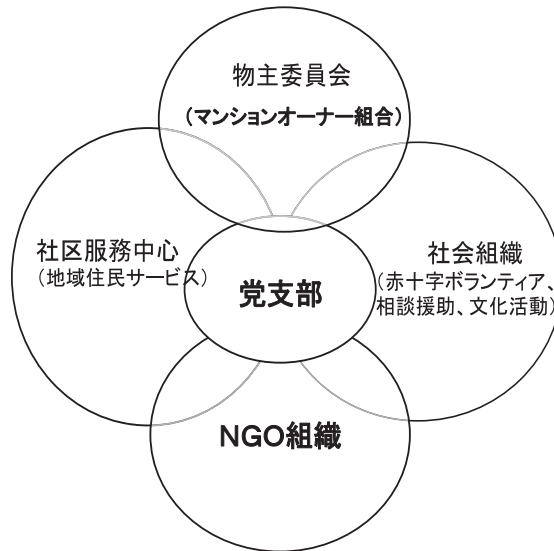 物主委員会
(マンションオーナー組合)
社区服務中心
(地域住民サービス)
党支部
社会組織
(赤十字ボランティア、
相談援助、文化活動)
NGO組織